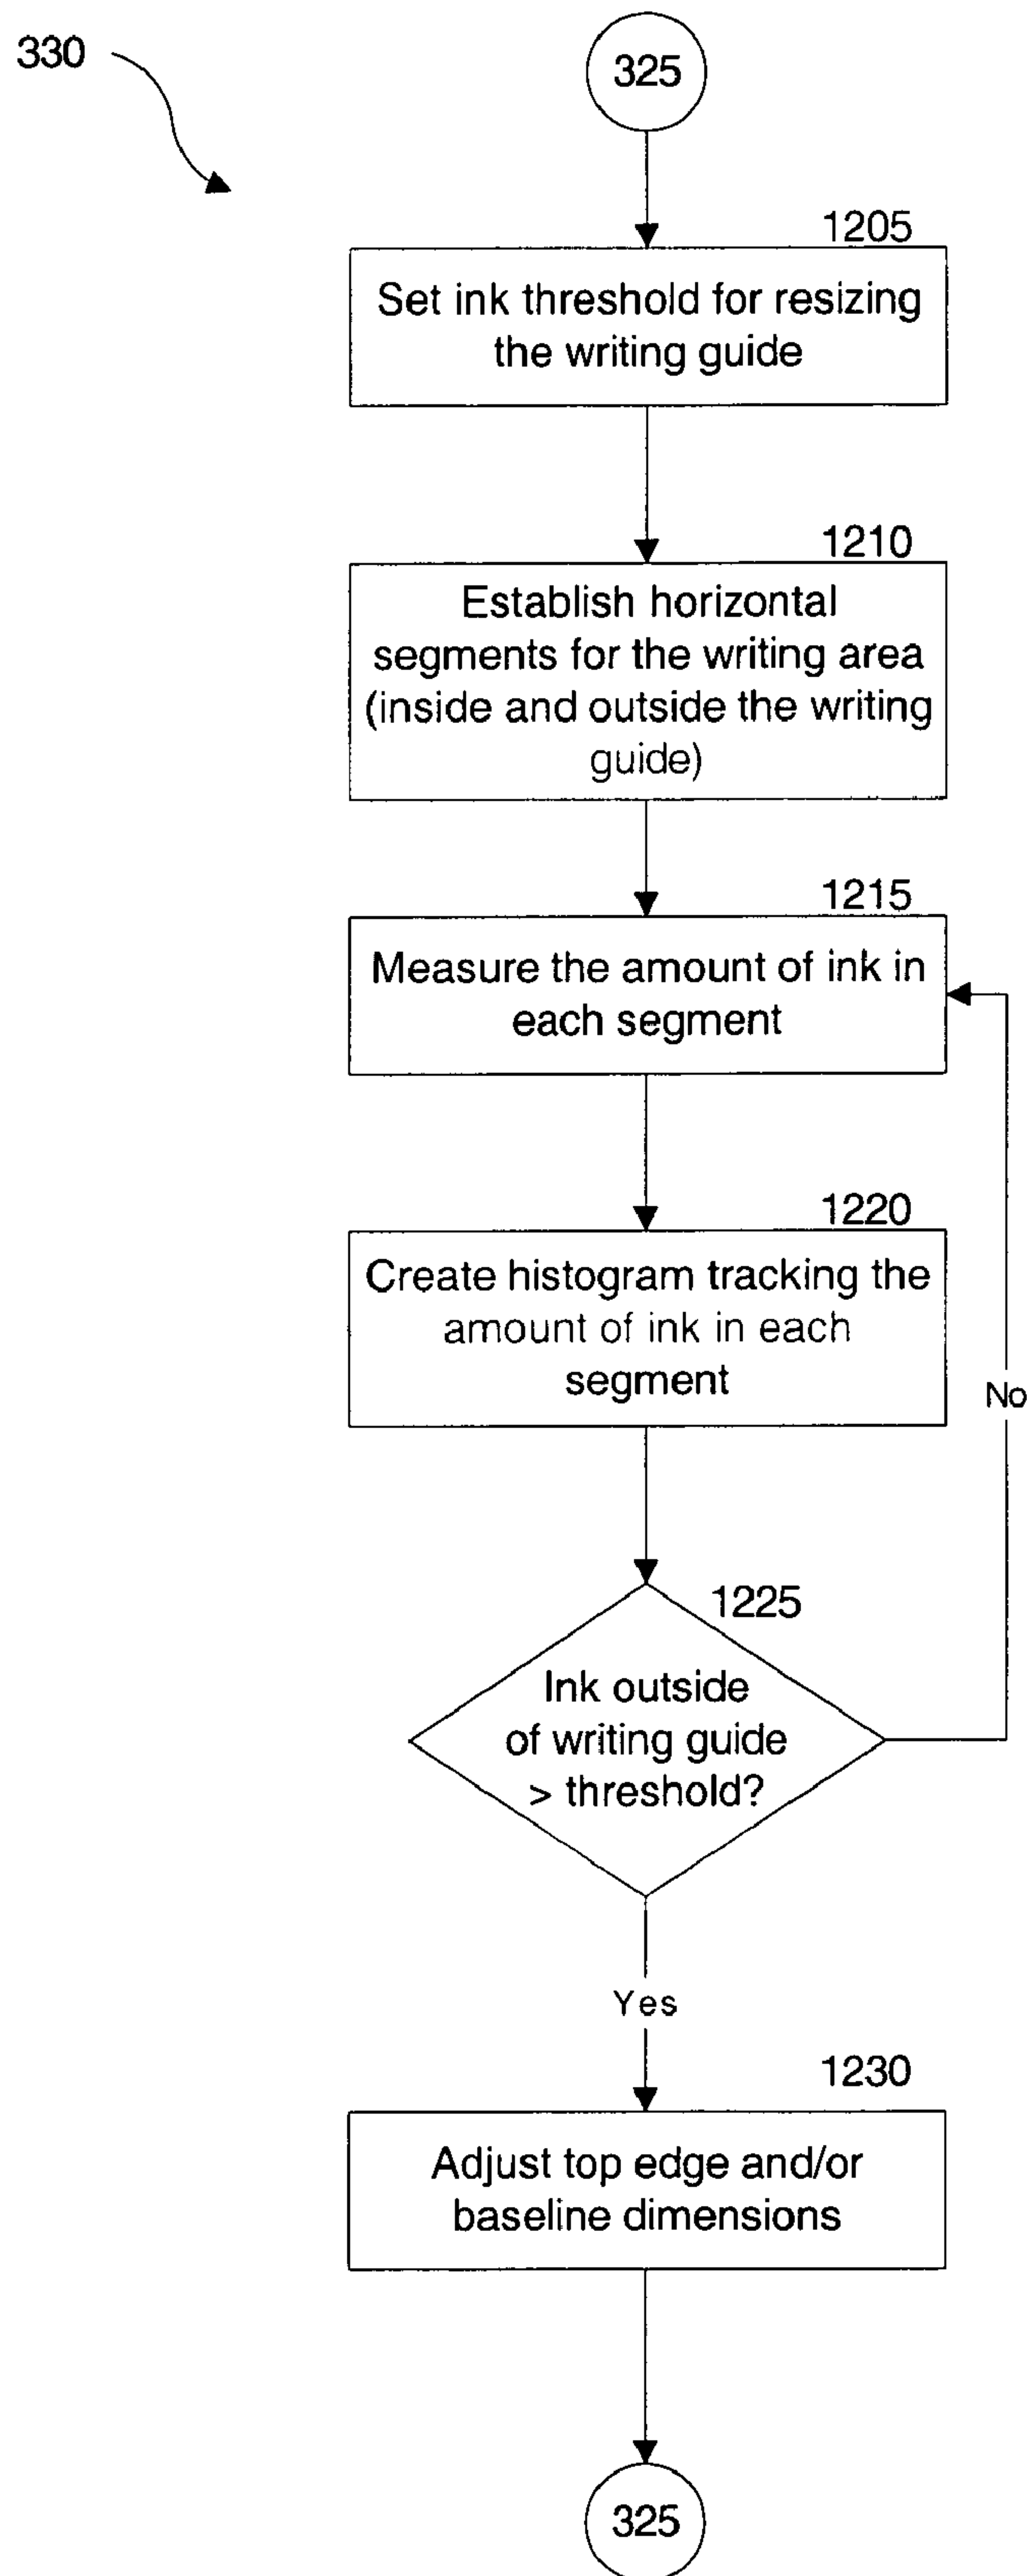 330
325
1205
Set ink threshold for resizing
the writing guide
1210
Establish horizontal
segments for the writing area
(inside and outside the writing
guide)
1215
Measure the amount of ink in
each segment
1220
Create histogram tracking the
amount of ink in each
segment
No
1225
Ink outside
of writing guide
> threshold?
Yes
1230
Adjust top edge and/or
baseline dimensions
325